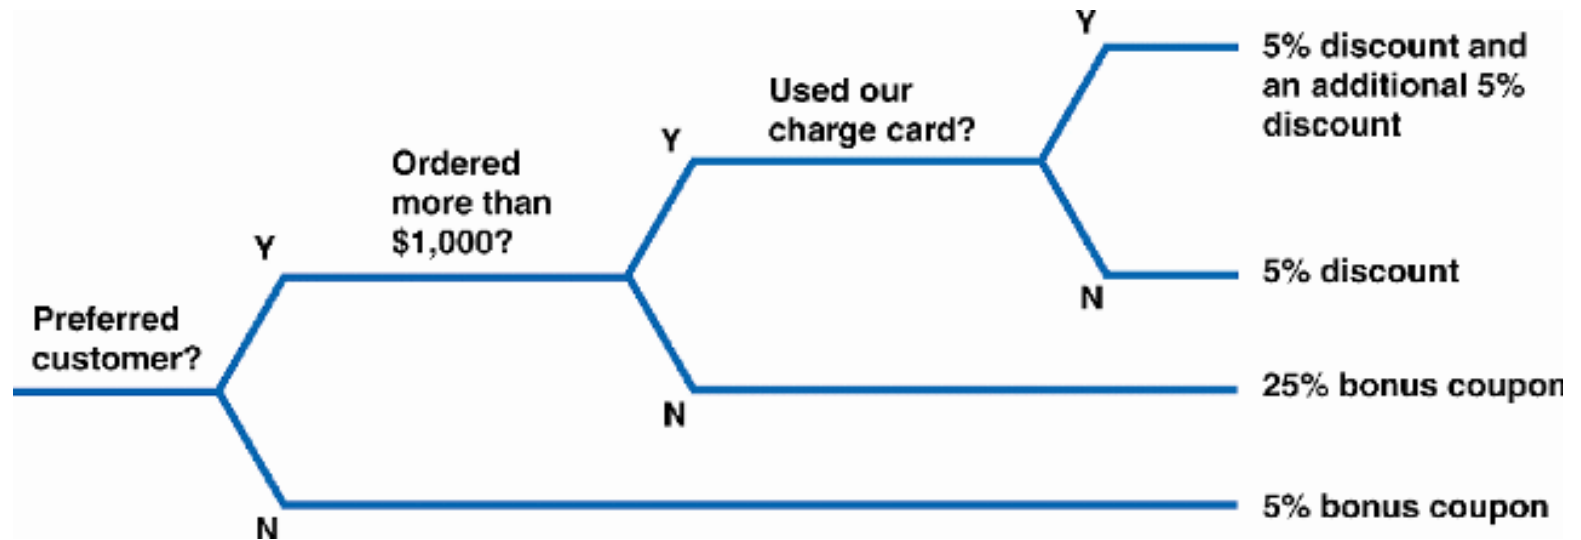 Preferred
customer?
Y
N
Ordered
more than
$1,000?
Y
N
Used our
charge card?
Y
N
5% discount and
an additional 5%
discount
5% discount
25% bonus coupon
5% bonus coupon